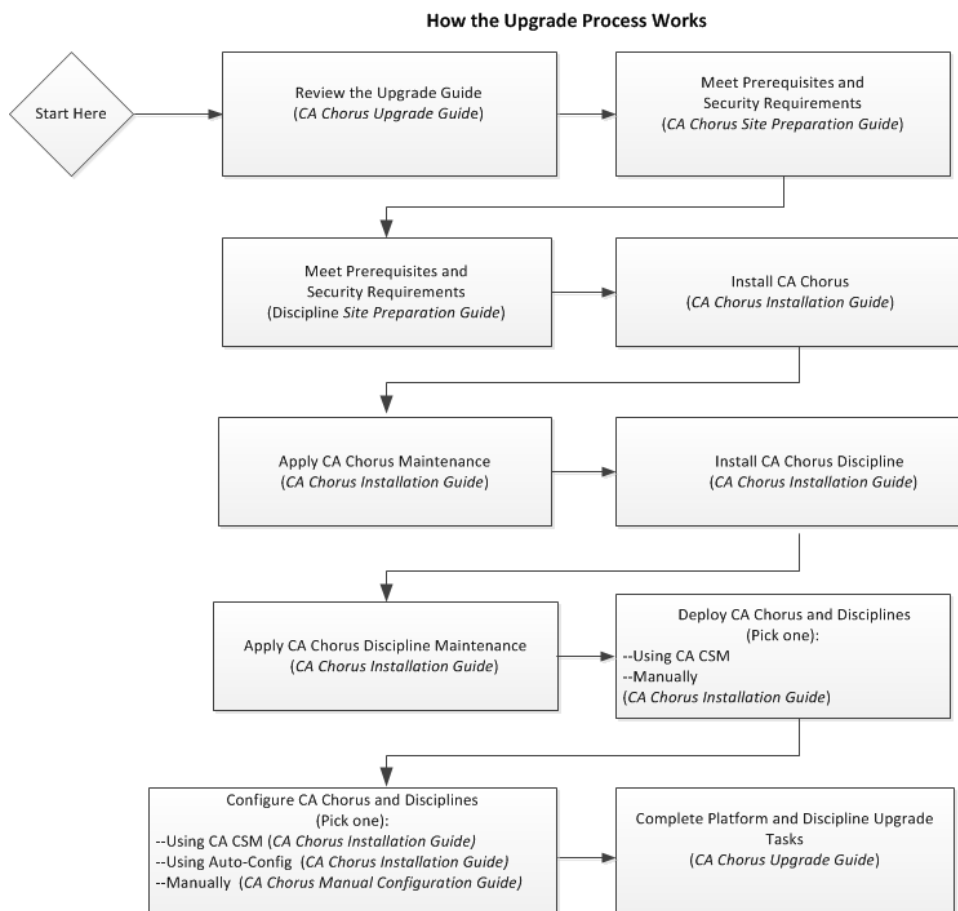 How the Upgrade Process Works
Start Here
Review the Upgrade Guide
(CA Chorus Upgrade Guide)
Meet Prerequisites and
Security Requirements
(CA Chorus Site Preparation Guide)
Meet Prerequisites and
Security Requirements
(Discipline Site Preparation Guide)
Install CA Chorus
(CA Chorus Installation Guide)
Apply CA Chorus Maintenance
(CA Chorus Installation Guide)
Install CA Chorus Discipline
(CA Chorus Installation Guide)
Apply CA Chorus Discipline Maintenance
(CA Chorus Installation Guide)
Deploy CA Chorus and Disciplines
(Pick one):
--Using CA CSM
--Manually
(CA Chorus Installation Guide)
Configure CA Chorus and Disciplines
(Pick one):
--Using CA CSM (CA Chorus Installation Guide)
--Using Auto-Config (CA Chorus Installation Guide)
--Manually (CA Chorus Manual Configuration Guide)
Complete Platform and Discipline Upgrade
Tasks
(CA Chorus Upgrade Guide)